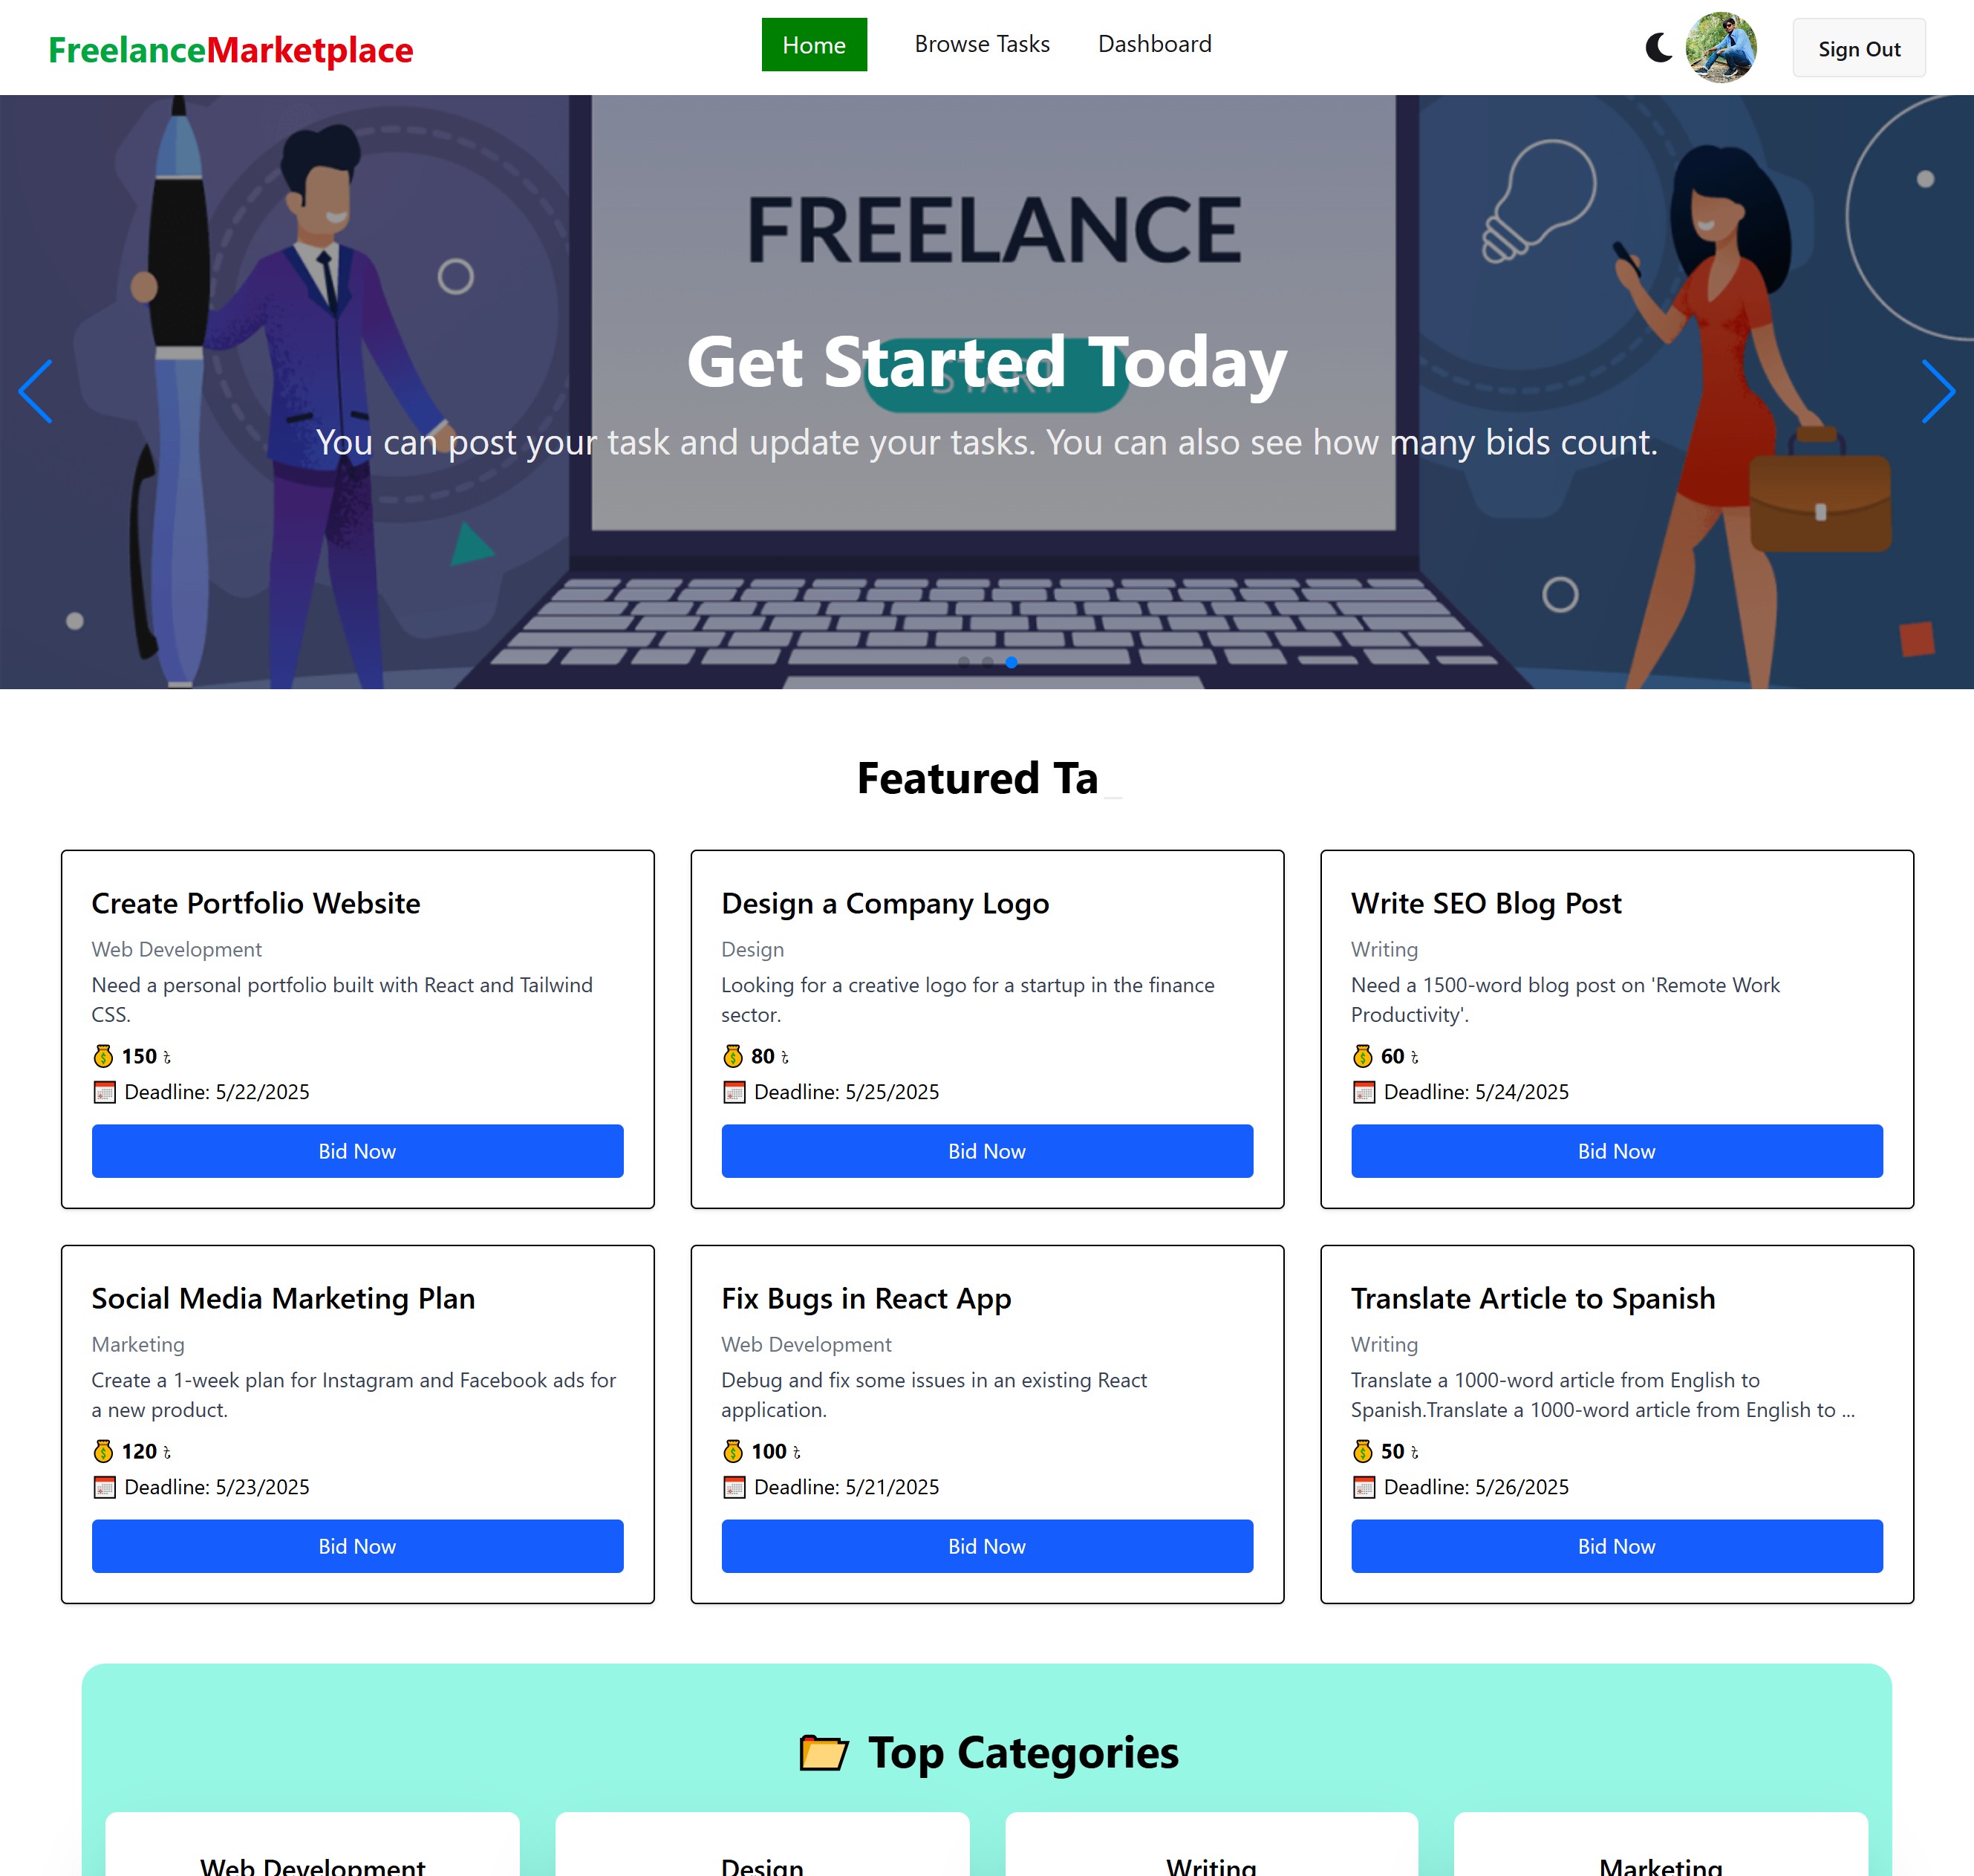 FreelanceMarketplace
Home
Browse Tasks
Dashboard
Sign Out
FREELANCE
START
Get Started Today
You can post your task and update your tasks. You can also see how many bids count.
Featured Ta_
Create Portfolio Website
Web Development
Need a personal portfolio built with React and Tailwind
CSS.
150 ৳
Deadline: 5/22/2025
Bid Now
Design a Company Logo
Design
Looking for a creative logo for a startup in the finance
sector.
80 ৳
Deadline: 5/25/2025
Bid Now
Write SEO Blog Post
Writing
Need a 1500-word blog post on 'Remote Work
Productivity'.
60 ৳
Deadline: 5/24/2025
Bid Now
Social Media Marketing Plan
Marketing
Create a 1-week plan for Instagram and Facebook ads for
a new product.
120 ৳
Deadline: 5/23/2025
Bid Now
Fix Bugs in React App
Web Development
Debug and fix some issues in an existing React
application.
100 ৳
Deadline: 5/21/2025
Bid Now
Translate Article to Spanish
Writing
Translate a 1000-word article from English to
Spanish.Translate a 1000-word article from English to ...
50 ৳
Deadline: 5/26/2025
Bid Now
Top Categories
Web Development
Design
Writing
Marketing